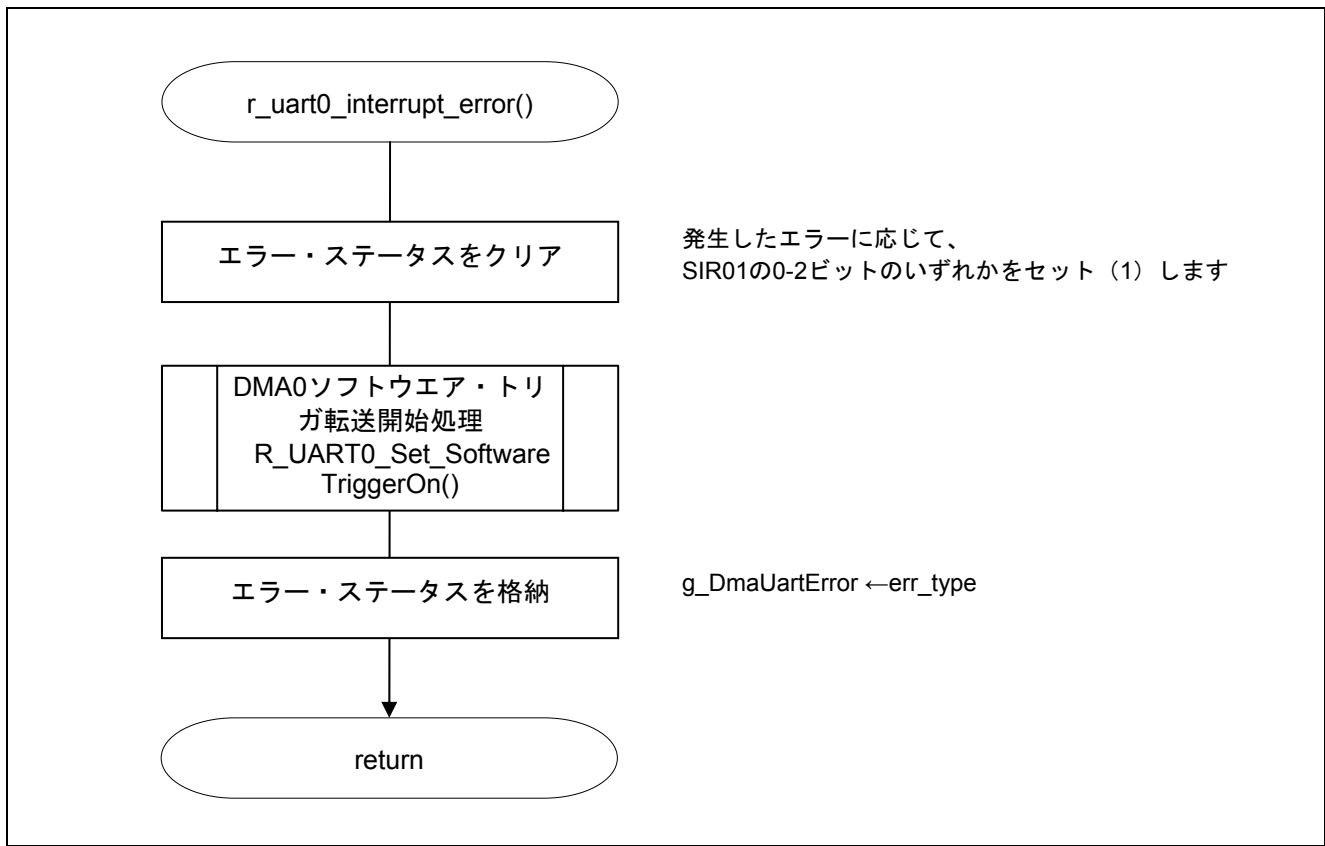 r_uart0_interrupt_error()
エラー・ステータスをクリア
発生したエラーに応じて、
SIR01の0-2ビットのいずれかをセット（1）します
DMA0ソフトウエア・トリ
ガ転送開始処理
R_UART0_Set_Software
TriggerOn()
エラー・ステータスを格納
g_DmaUartError ←err_type
return